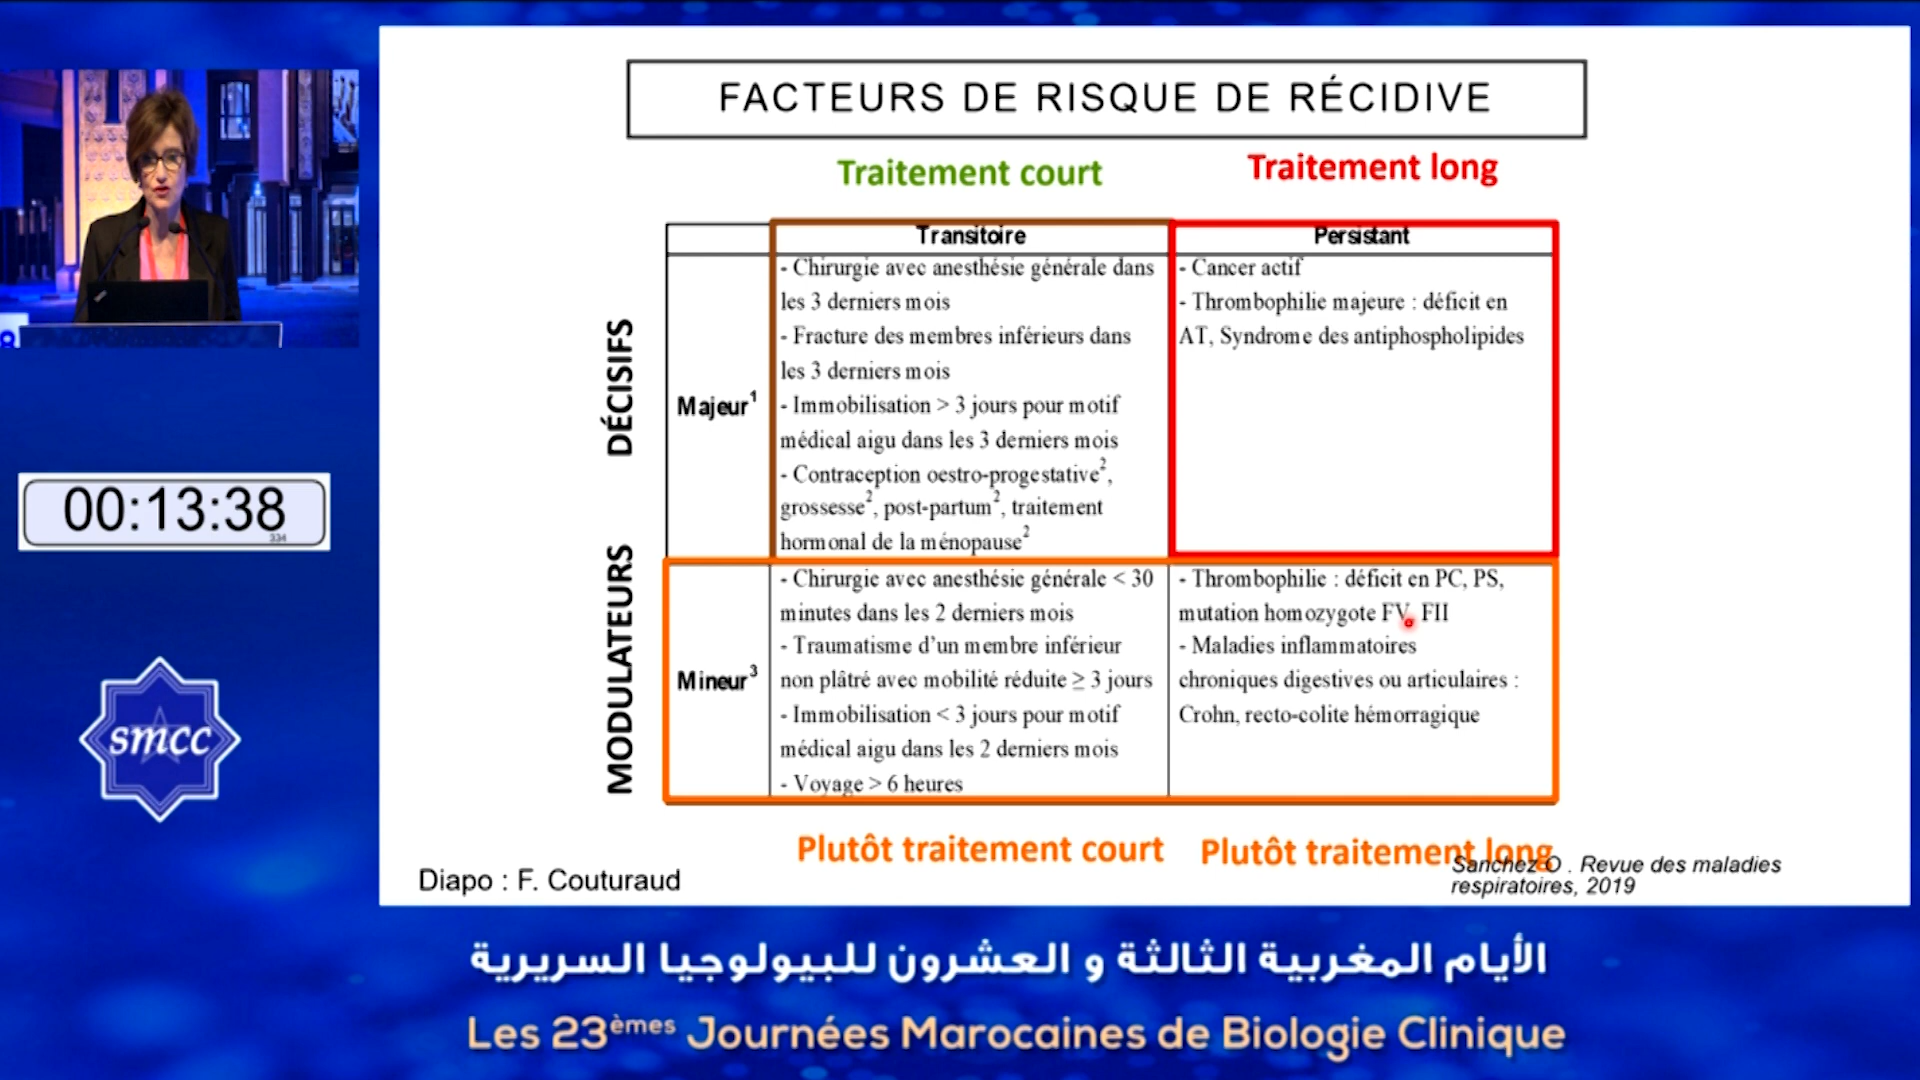 FACTEURS DE RISQUE DE RÉCIDIVE
Traitement court
Traitement long
Transitoire
Persistant
DÉCISIFS
Majeur1
- Chirurgie avec anesthésie générale dans
les 3 derniers mois
- Fracture des membres inférieurs dans
les 3 derniers mois
- Immobilisation > 3 jours pour motif
médical aigu dans les 3 derniers mois
- Contraception oestro-progestative2,
grossesse2, post-partum2, traitement
hormonal de la ménopause2
- Cancer actif
- Thrombophilie majeure : déficit en
AT, Syndrome des antiphospholipides
MODULATEURS
Mineur3
- Chirurgie avec anesthésie générale < 30
minutes dans les 2 derniers mois
- Traumatisme d’un membre inférieur
non plâtré avec mobilité réduite ≥ 3 jours
- Immobilisation < 3 jours pour motif
médical aigu dans les 2 derniers mois
- Voyage > 6 heures
- Thrombophilie : déficit en PC, PS,
mutation homozygote FV, FII
- Maladies inflammatoires
chroniques digestives ou articulaires :
Crohn, recto-colite hémorragique
Plutôt traitement court
Plutôt traitement long
Diapo : F. Couturaud
Sanchez O . Revue des maladies
respiratoires, 2019
00:13:38
334
smcc
الأيام المغربية الثالثة و العشرون للبيولوجيا السريرية
Les 23èmes Journées Marocaines de Biologie Clinique